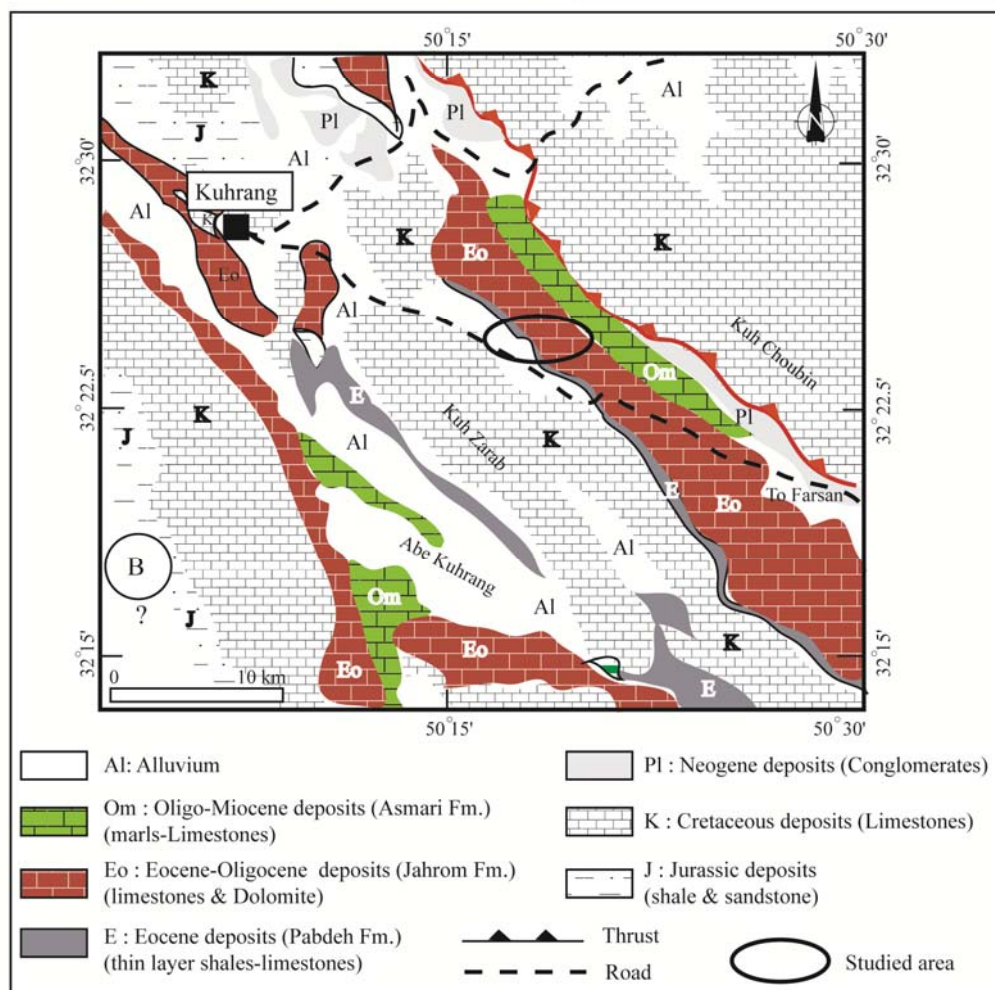 50°15' 50°30'
K
Al
Pl
Pl
J
N
32°30' 32°30'
Al
Kuhrang
K
Al
K
K
Eo
Eo
Al
Kuh Choubin
Om
E
Pl
32°22.5' 32°22.5'
K
Kuh Zarab
K
J
Al
To Farsan
E
Eo
Al
Abe Kuhrang
B
?
Om
Al
J
K
Eo
Eo
E
32°15' 32°15'
0 10 km
50°15' 50°30'
Al: Alluvium
Om : Oligo-Miocene deposits (Asmari Fm.)
(marls-Limestones)
Eo : Eocene-Oligocene deposits (Jahrom Fm.)
(limestones & Dolomite)
E : Eocene deposits (Pabdeh Fm.)
(thin layer shales-limestones)
Pl : Neogene deposits (Conglomerates)
K : Cretaceous deposits (Limestones)
J : Jurassic deposits
(shale & sandstone)
Thrust
Road
Studied area